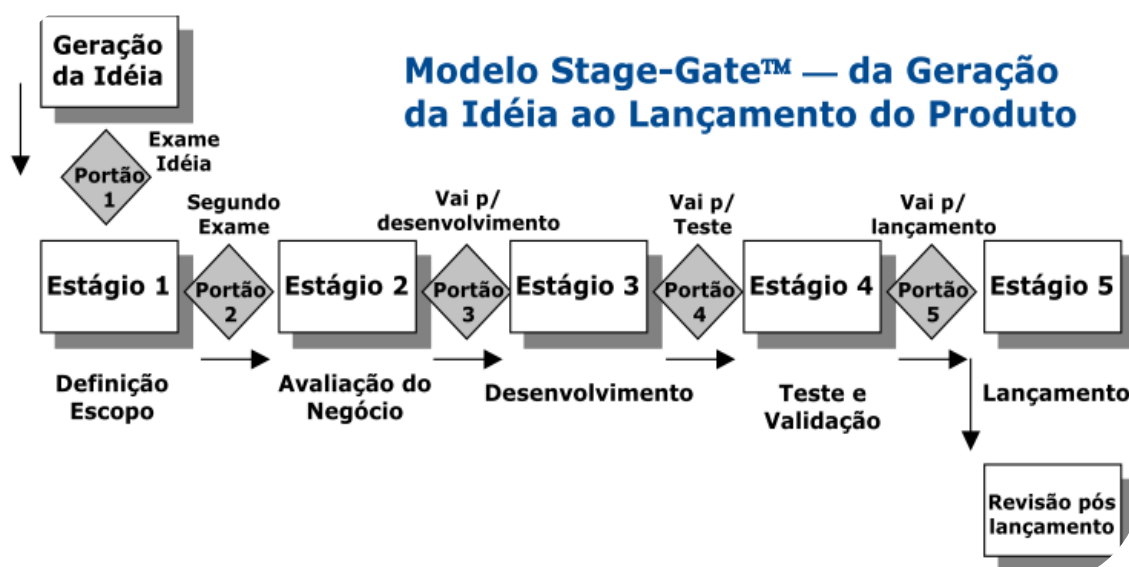 Geração
da Idéia
Modelo Stage-Gate™ — da Geração
da Idéia ao Lançamento do Produto
Exame
Idéia
Portão
1
Segundo
Exame
Vai p/
desenvolvimento
Vai p/
Teste
Vai p/
lançamento
Estágio 1
Portão
2
Estágio 2
Portão
3
Estágio 3
Portão
4
Estágio 4
Portão
5
Estágio 5
Definição
Escopo
Avaliação do
Negócio
Desenvolvimento
Teste e
Validação
Lançamento
Revisão pós
lançamento